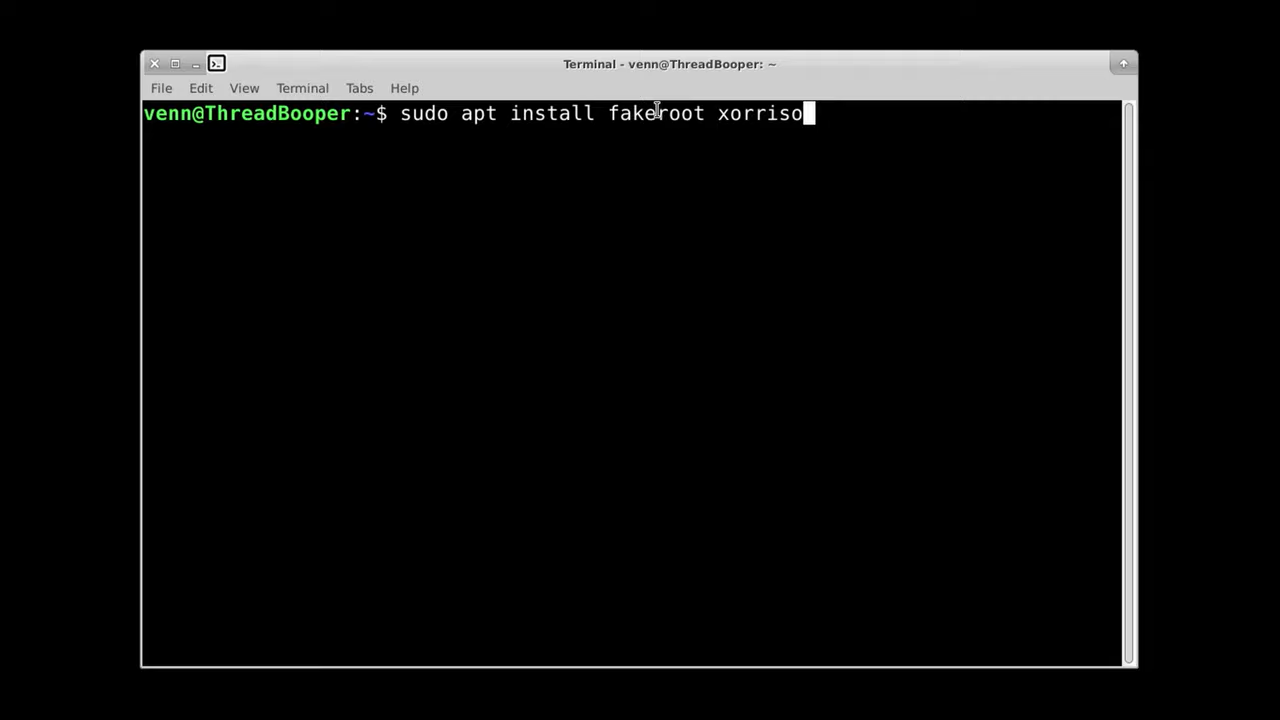 Terminal - venn@ThreadBooper: ~
File Edit View Terminal Tabs Help
venn@ThreadBooper:~$ sudo apt install fakeroot xorriso